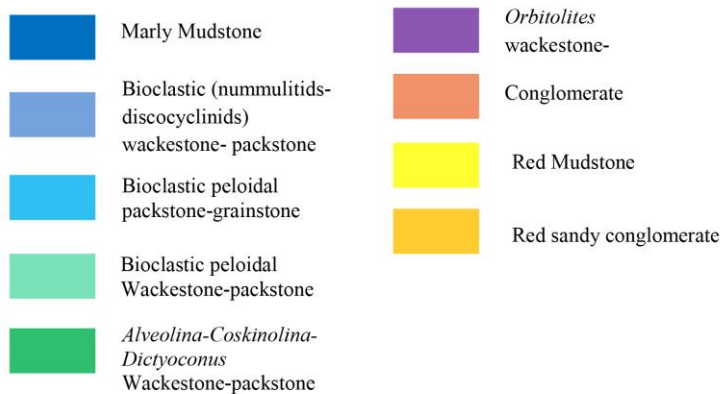 Marly Mudstone
Bioclastic (nummulitids-
discocyclinids)
wackestone- packstone
Bioclastic peloidal
packstone-grainstone
Bioclastic peloidal
Wackestone-packstone
Alveolina-Coskinolina-
Dictyoconus
Wackestone-packstone
Orbitolites
wackestone-
Conglomerate
Red Mudstone
Red sandy conglomerate